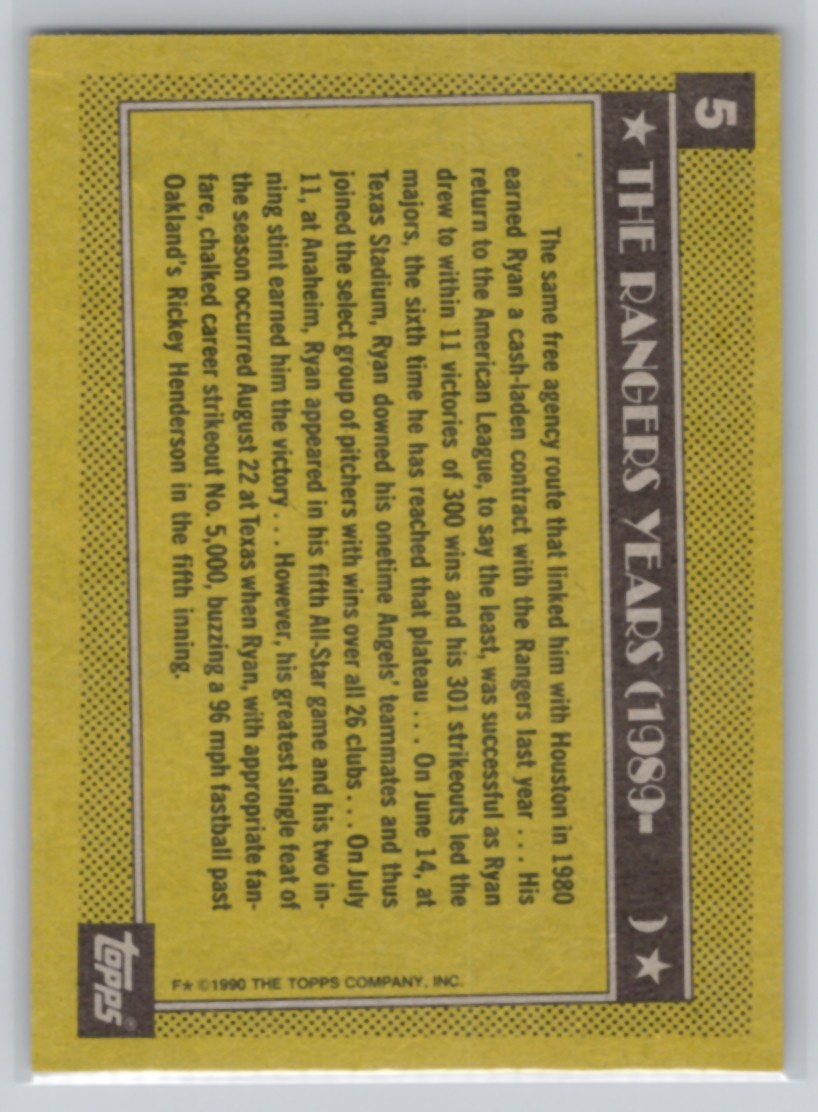 5
★ THE RANGERS YEARS (1989- ) ★
The same free agency route that linked him with Houston in 1980
earned Ryan a cash-laden contract with the Rangers last year . . . His
return to the American League, to say the least, was successful as Ryan
drew to within 11 victories of 300 wins and his 301 strikeouts led the
majors, the sixth time he has reached that plateau . . . On June 14, at
Texas Stadium, Ryan downed his onetime Angels' teammates and thus
joined the select group of pitchers with wins over all 26 clubs . . . On July
11, at Anaheim, Ryan appeared in his fifth All-Star game and his two in-
ning stint earned him the victory . . . However, his greatest single feat of
the season occurred August 22 at Texas when Ryan, with appropriate fan-
fare, chalked career strikeout No. 5,000, buzzing a 96 mph fastball past
Oakland's Rickey Henderson in the fifth inning.
F★ ©1990 THE TOPPS COMPANY, INC.
topps®